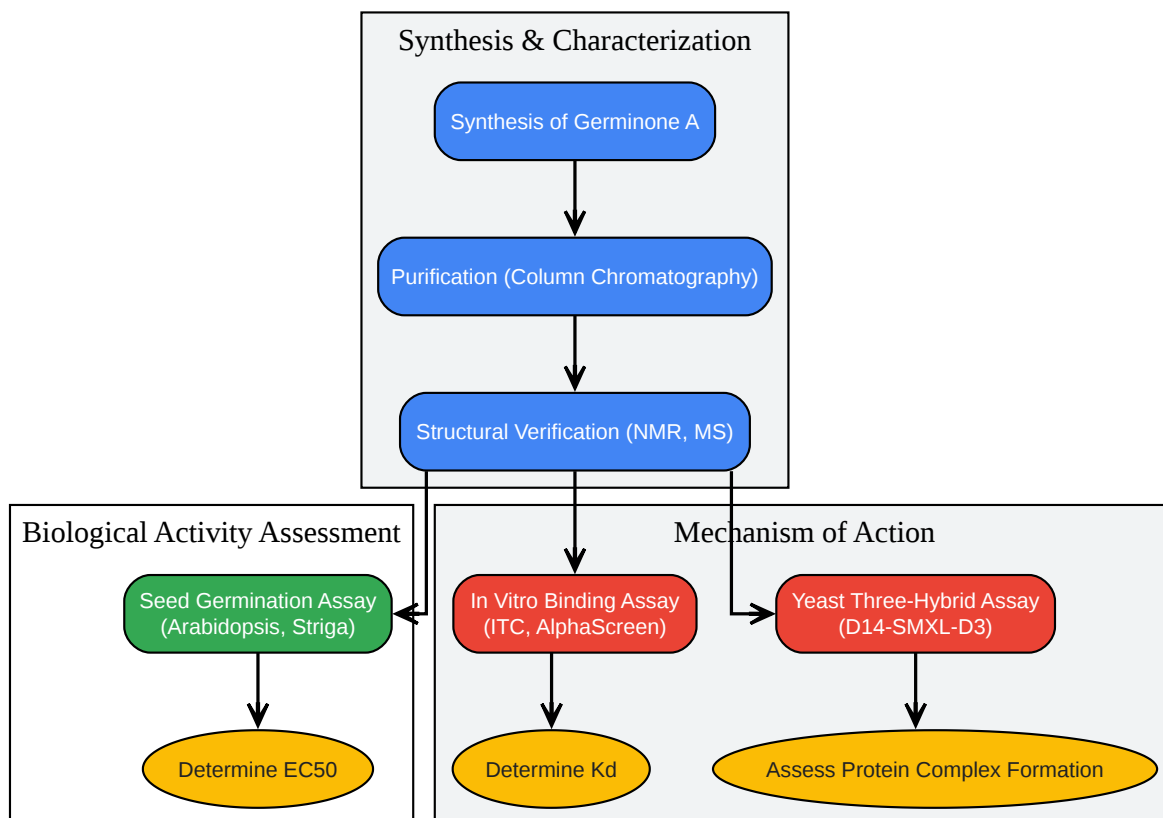 Synthesis & Characterization
Synthesis of Germinone A
Purification (Column Chromatography)
Structural Verification (NMR, MS)
Biological Activity Assessment
Seed Germination Assay
(Arabidopsis, Striga)
Determine EC50
Mechanism of Action
In Vitro Binding Assay
(ITC, AlphaScreen)
Determine Kd
Yeast Three-Hybrid Assay
(D14-SMXL-D3)
Assess Protein Complex Formation